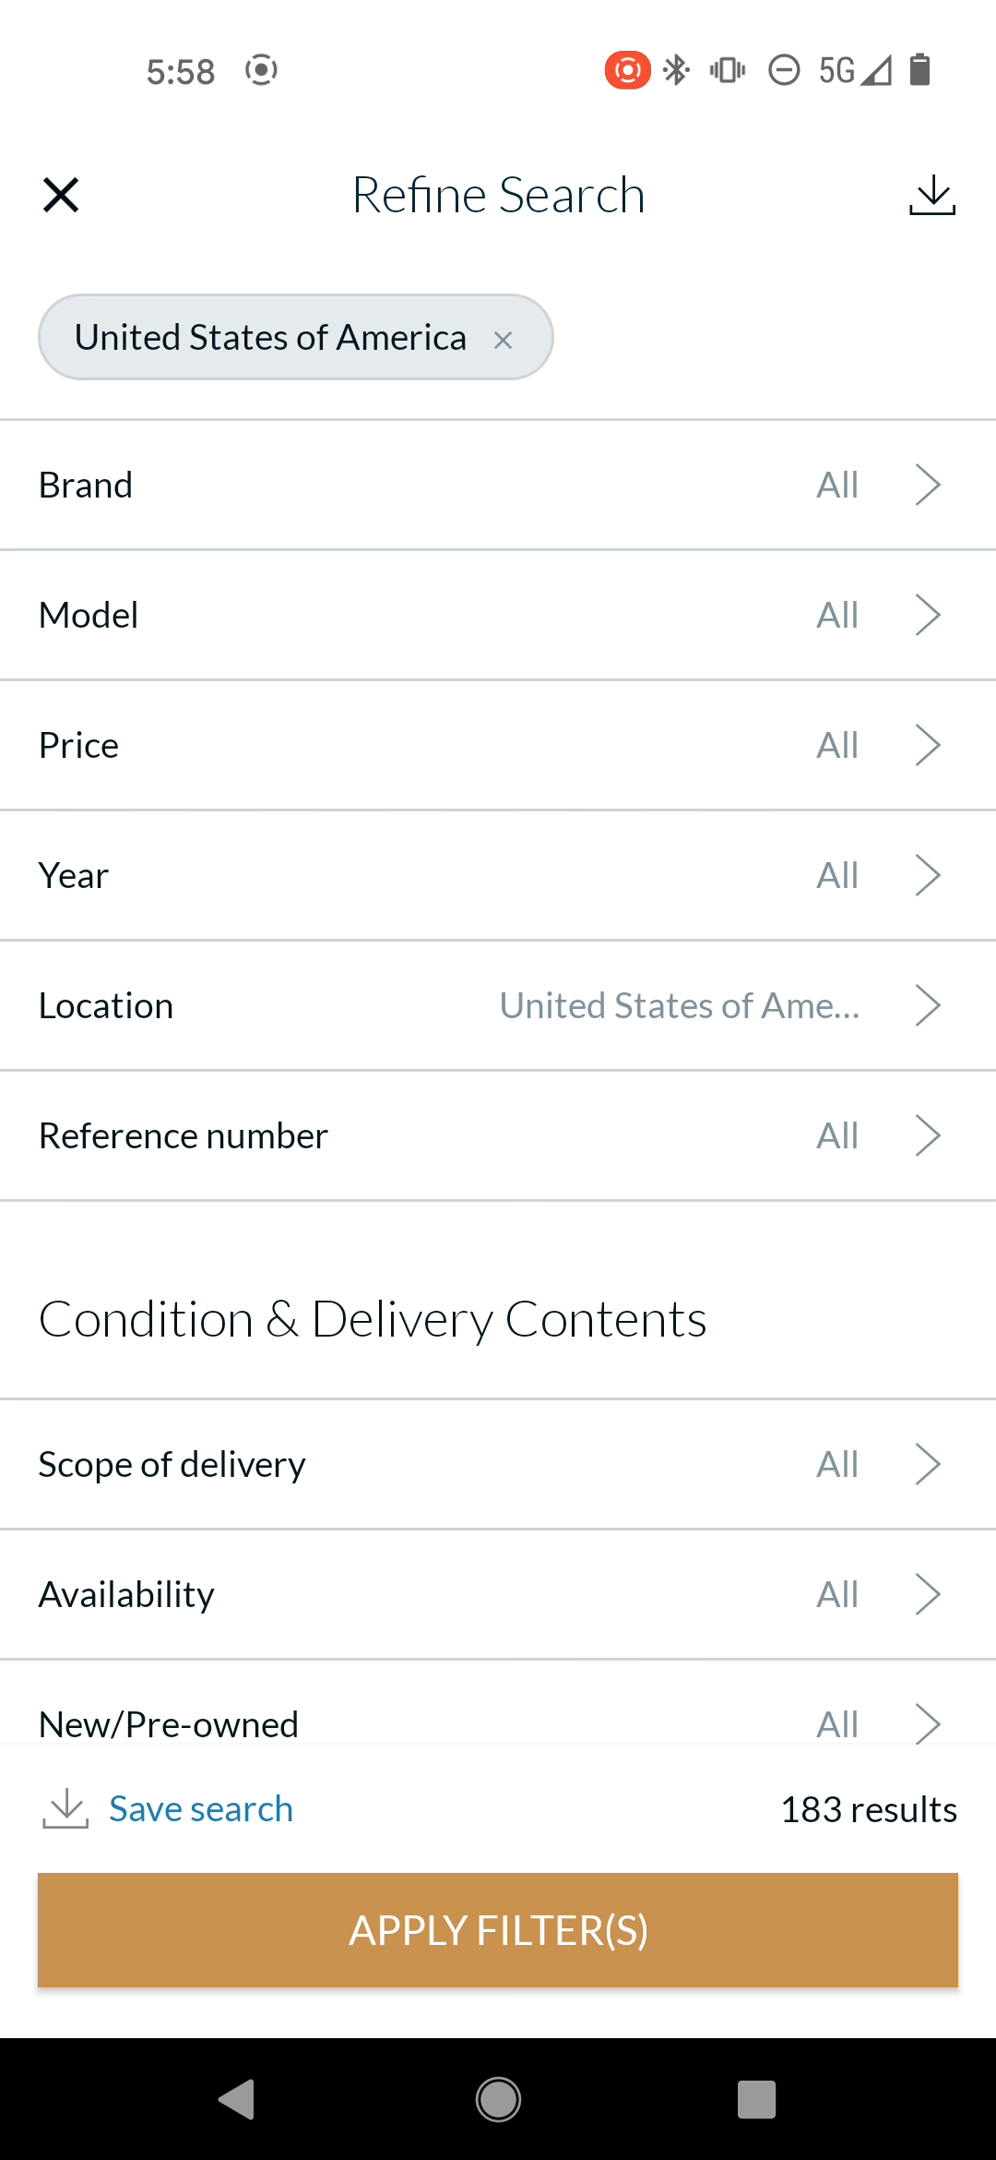 5:58 5G
Refine Search
United States of America ×
Brand All
Model All
Price All
Year All
Location United States of Ame...
Reference number All
Condition & Delivery Contents
Scope of delivery All
Availability All
New/Pre-owned All
Save search 183 results
APPLY FILTER(S)